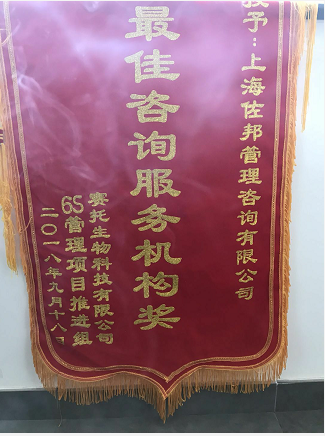 授予：上海佐邦管理咨询有限公司
最佳咨询服务机构奖
赛托生物科技有限公司
6S管理项目推进组
二〇一八年九月十八日